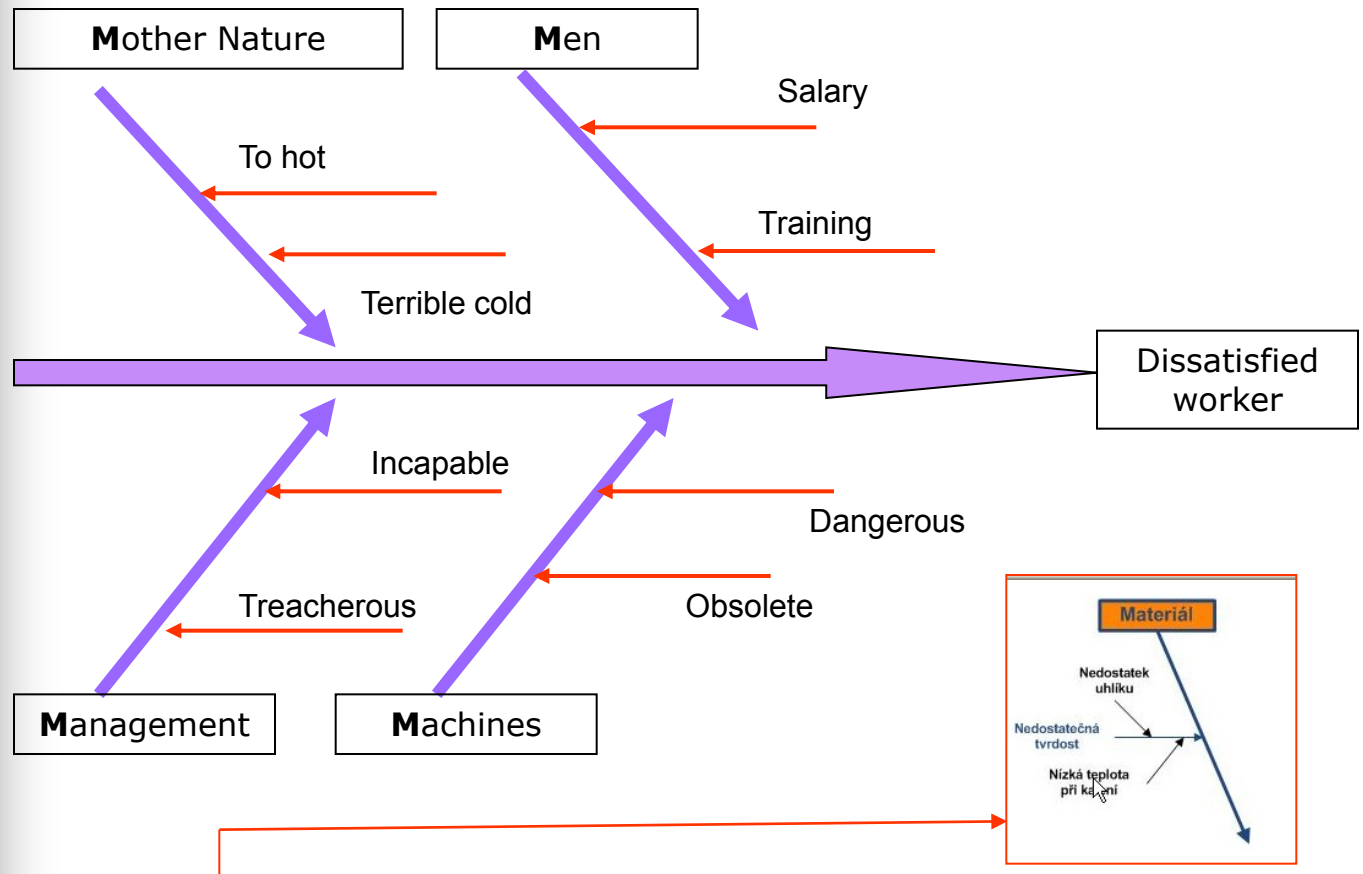 Mother Nature
Men
Salary
To hot
Training
Terrible cold
Dissatisfied
worker
Incapable
Dangerous
Treacherous
Obsolete
Management
Machines
Materiál
Nedostatek
uhlíku
Nedostatečná
tvrdost
Nízká teplota
při kalení